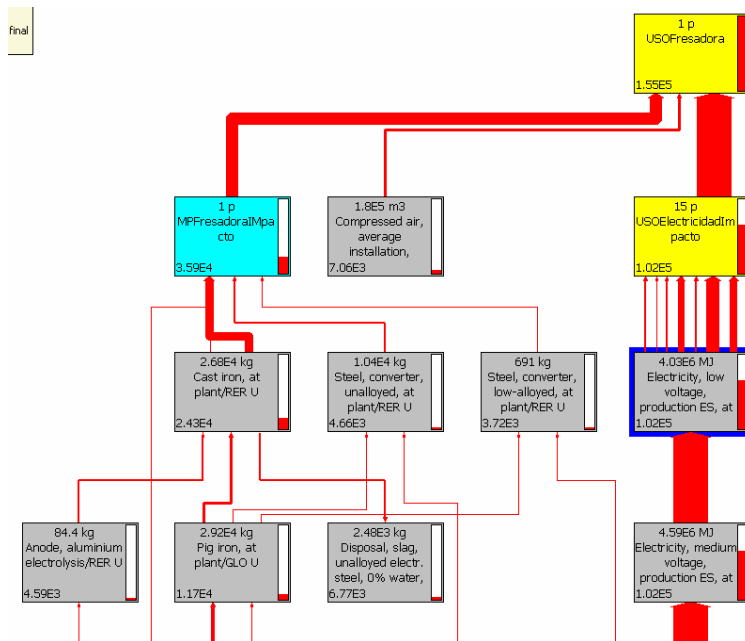 final
1 p
USOFresadora
1.55E5
1 p
MPFresadoraIMpa
cto
3.59E4
1.8E5 m3
Compressed air,
average
installation,
7.06E3
15 p
USOElectricidadIm
pacto
1.02E5
2.68E4 kg
Cast iron, at
plant/RER U
2.43E4
1.04E4 kg
Steel, converter,
unalloyed, at
plant/RER U
4.66E3
691 kg
Steel, converter,
low-alloyed, at
plant/RER U
3.72E3
4.03E6 MJ
Electricity, low
voltage,
production ES, at
1.02E5
84.4 kg
Anode, aluminium
electrolysis/RER U
4.59E3
2.92E4 kg
Pig iron, at
plant/GLO U
1.17E4
2.48E3 kg
Disposal, slag,
unalloyed electr.
steel, 0% water,
6.77E3
4.59E6 MJ
Electricity, medium
voltage,
production ES, at
1.02E5